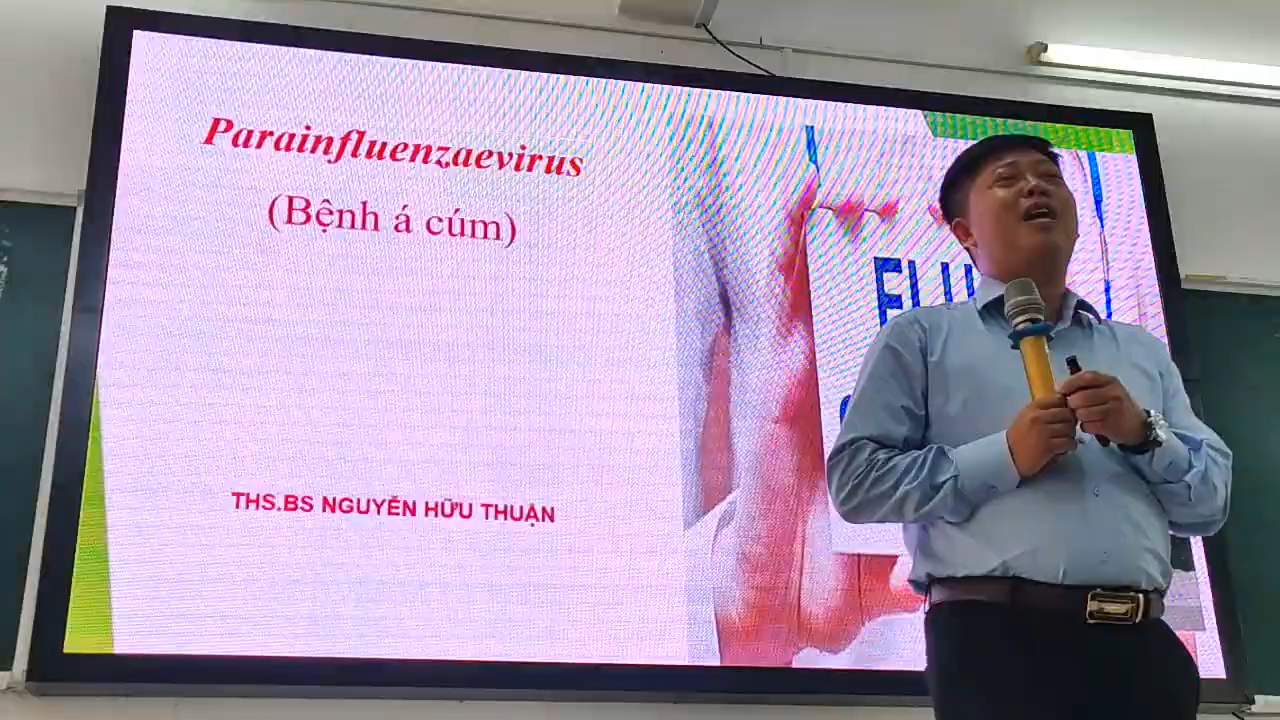 Parainfluenzaevirus
(Bệnh á cúm)
THS.BS NGUYỄN HỮU THUẬN